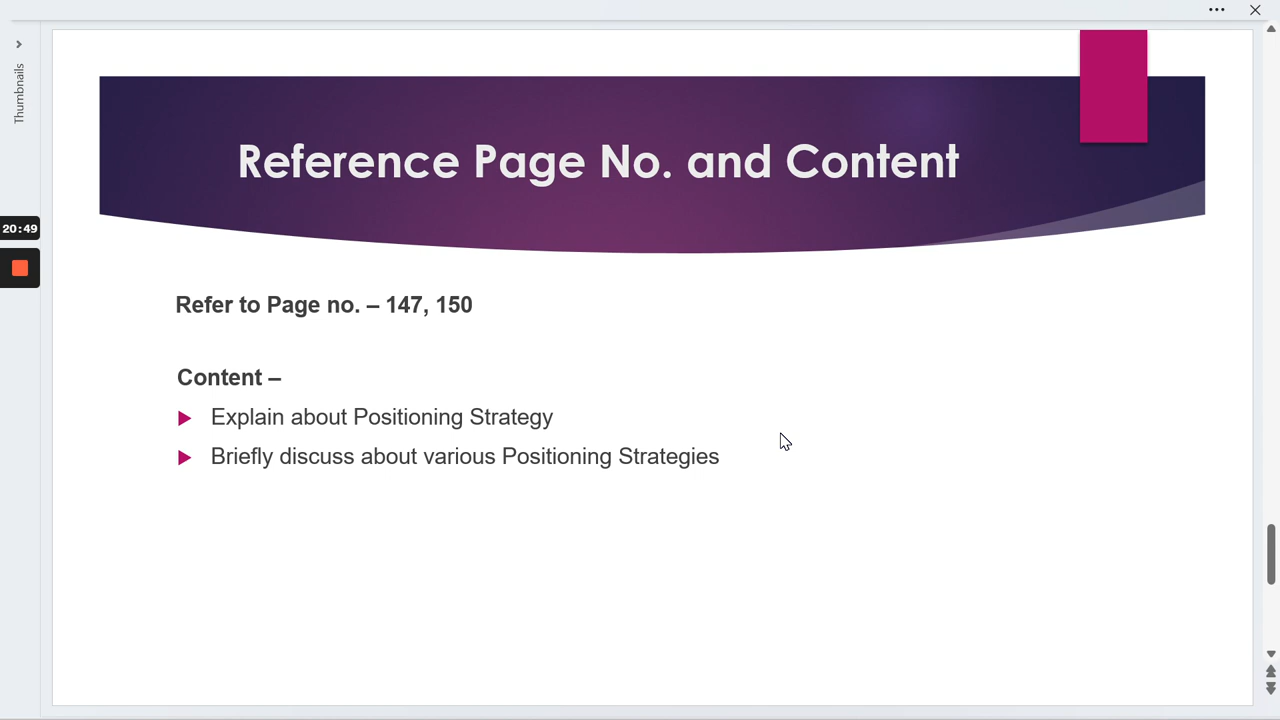 Thumbnails
Reference Page No. and Content
20:49
Refer to Page no. – 147, 150
Content –
Explain about Positioning Strategy
Briefly discuss about various Positioning Strategies